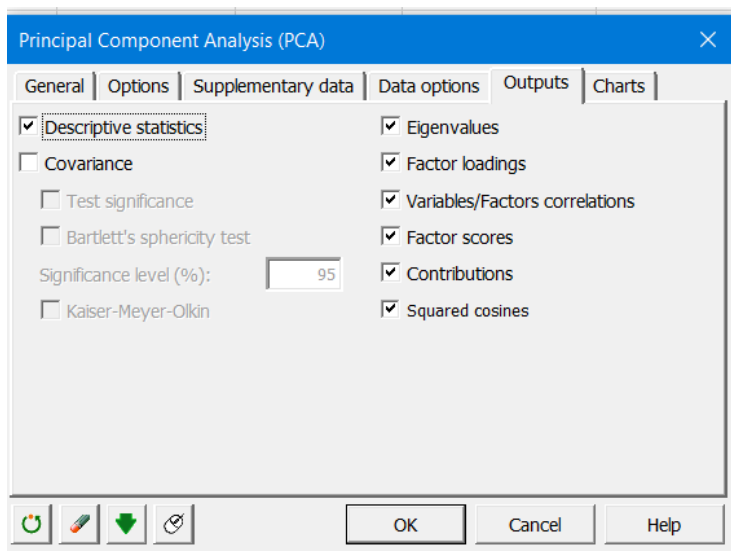 Principal Component Analysis (PCA)
General Options Supplementary data Data options Outputs Charts
Descriptive statistics
Covariance
Test significance
Bartlett's sphericity test
Significance level (%): 95
Kaiser-Meyer-Olkin
Eigenvalues
Factor loadings
Variables/Factors correlations
Factor scores
Contributions
Squared cosines
OK Cancel Help